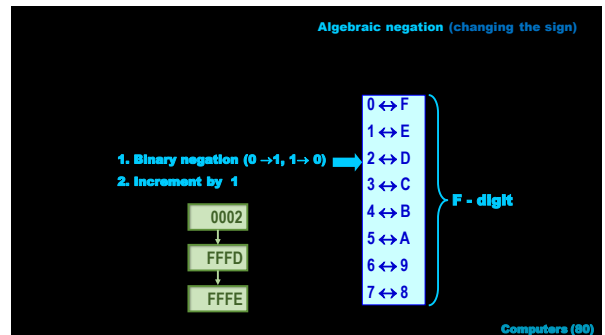 Algebraic negation (changing the sign)
0 ↔ F
1 ↔ E
1. Binary negation (0 →1, 1→ 0)
2 ↔ D
2. Increment by 1
3 ↔ C
4 ↔ B
F - digit
5 ↔ A
6 ↔ 9
7 ↔ 8
0002
FFFD
FFFE
Computers (80)